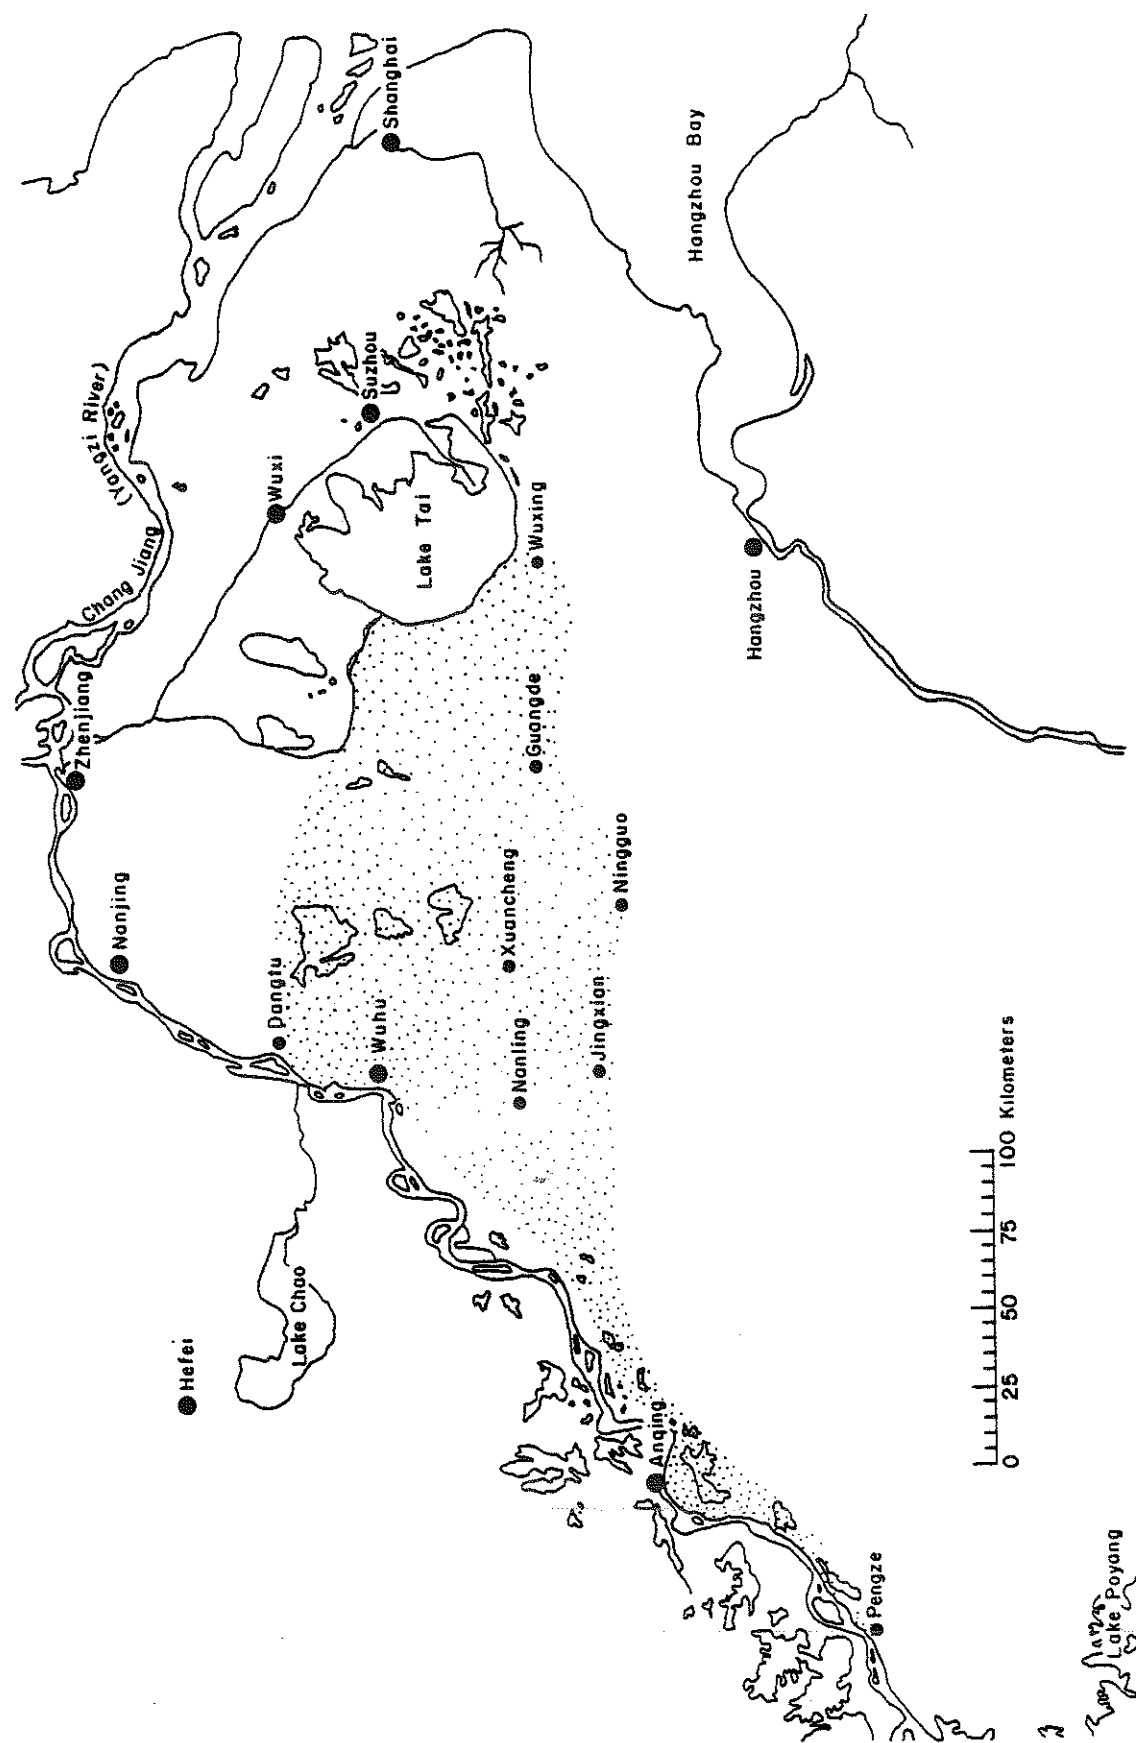 Shanghai
Hangzhou Bay
Suzhou
(Yangzi River)
Wuxi
Lake Tai
Chang Jiang
Wuxing
Hangzhou
Zhenjiang
Guangde
Nanjing
Xuancheng
Ningguo
Dangtu
Wuhu
Nanling
Jingxian
Hefei
Lake Chao
Anqing
Pengze
Lake Poyang
0 25 50 75 100 Kilometers